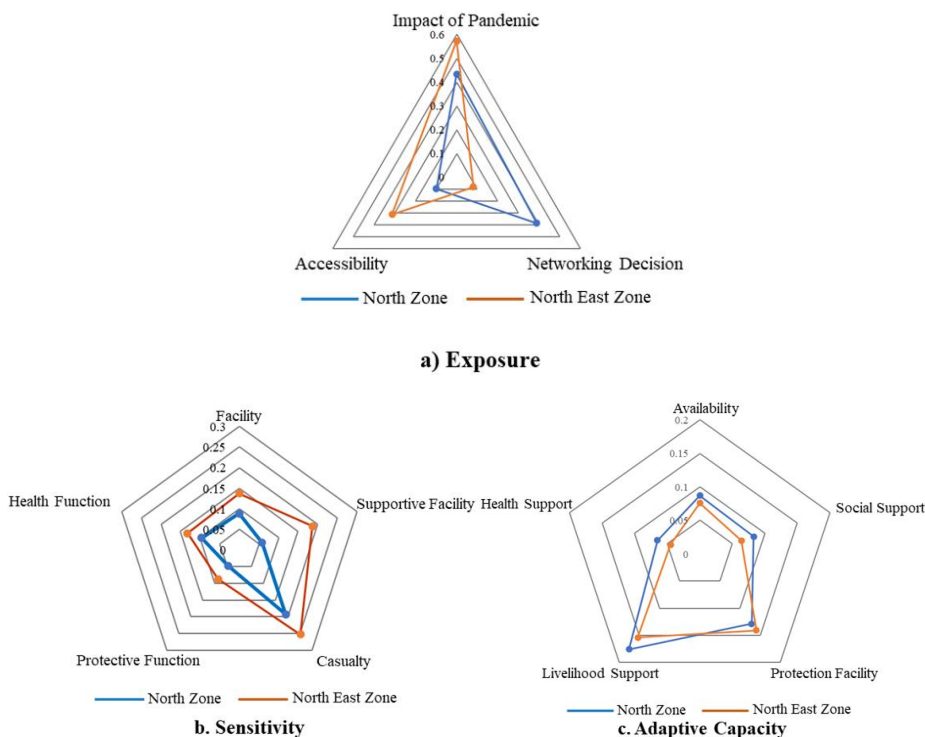 Impact of Pandemic
0.6
0.5
0.4
0.3
0.2
0.1
0
Accessibility
Networking Decision
North Zone
North East Zone
a) Exposure
Facility
0.3
0.25
0.2
0.15
0.1
0.05
0
Health Function
Supportive Facility
Protective Function
Casualty
North Zone
North East Zone
b. Sensitivity
Availability
0.2
0.15
0.1
0.05
0
Health Support
Social Support
Livelihood Support
Protection Facility
North Zone
North East Zone
c. Adaptive Capacity